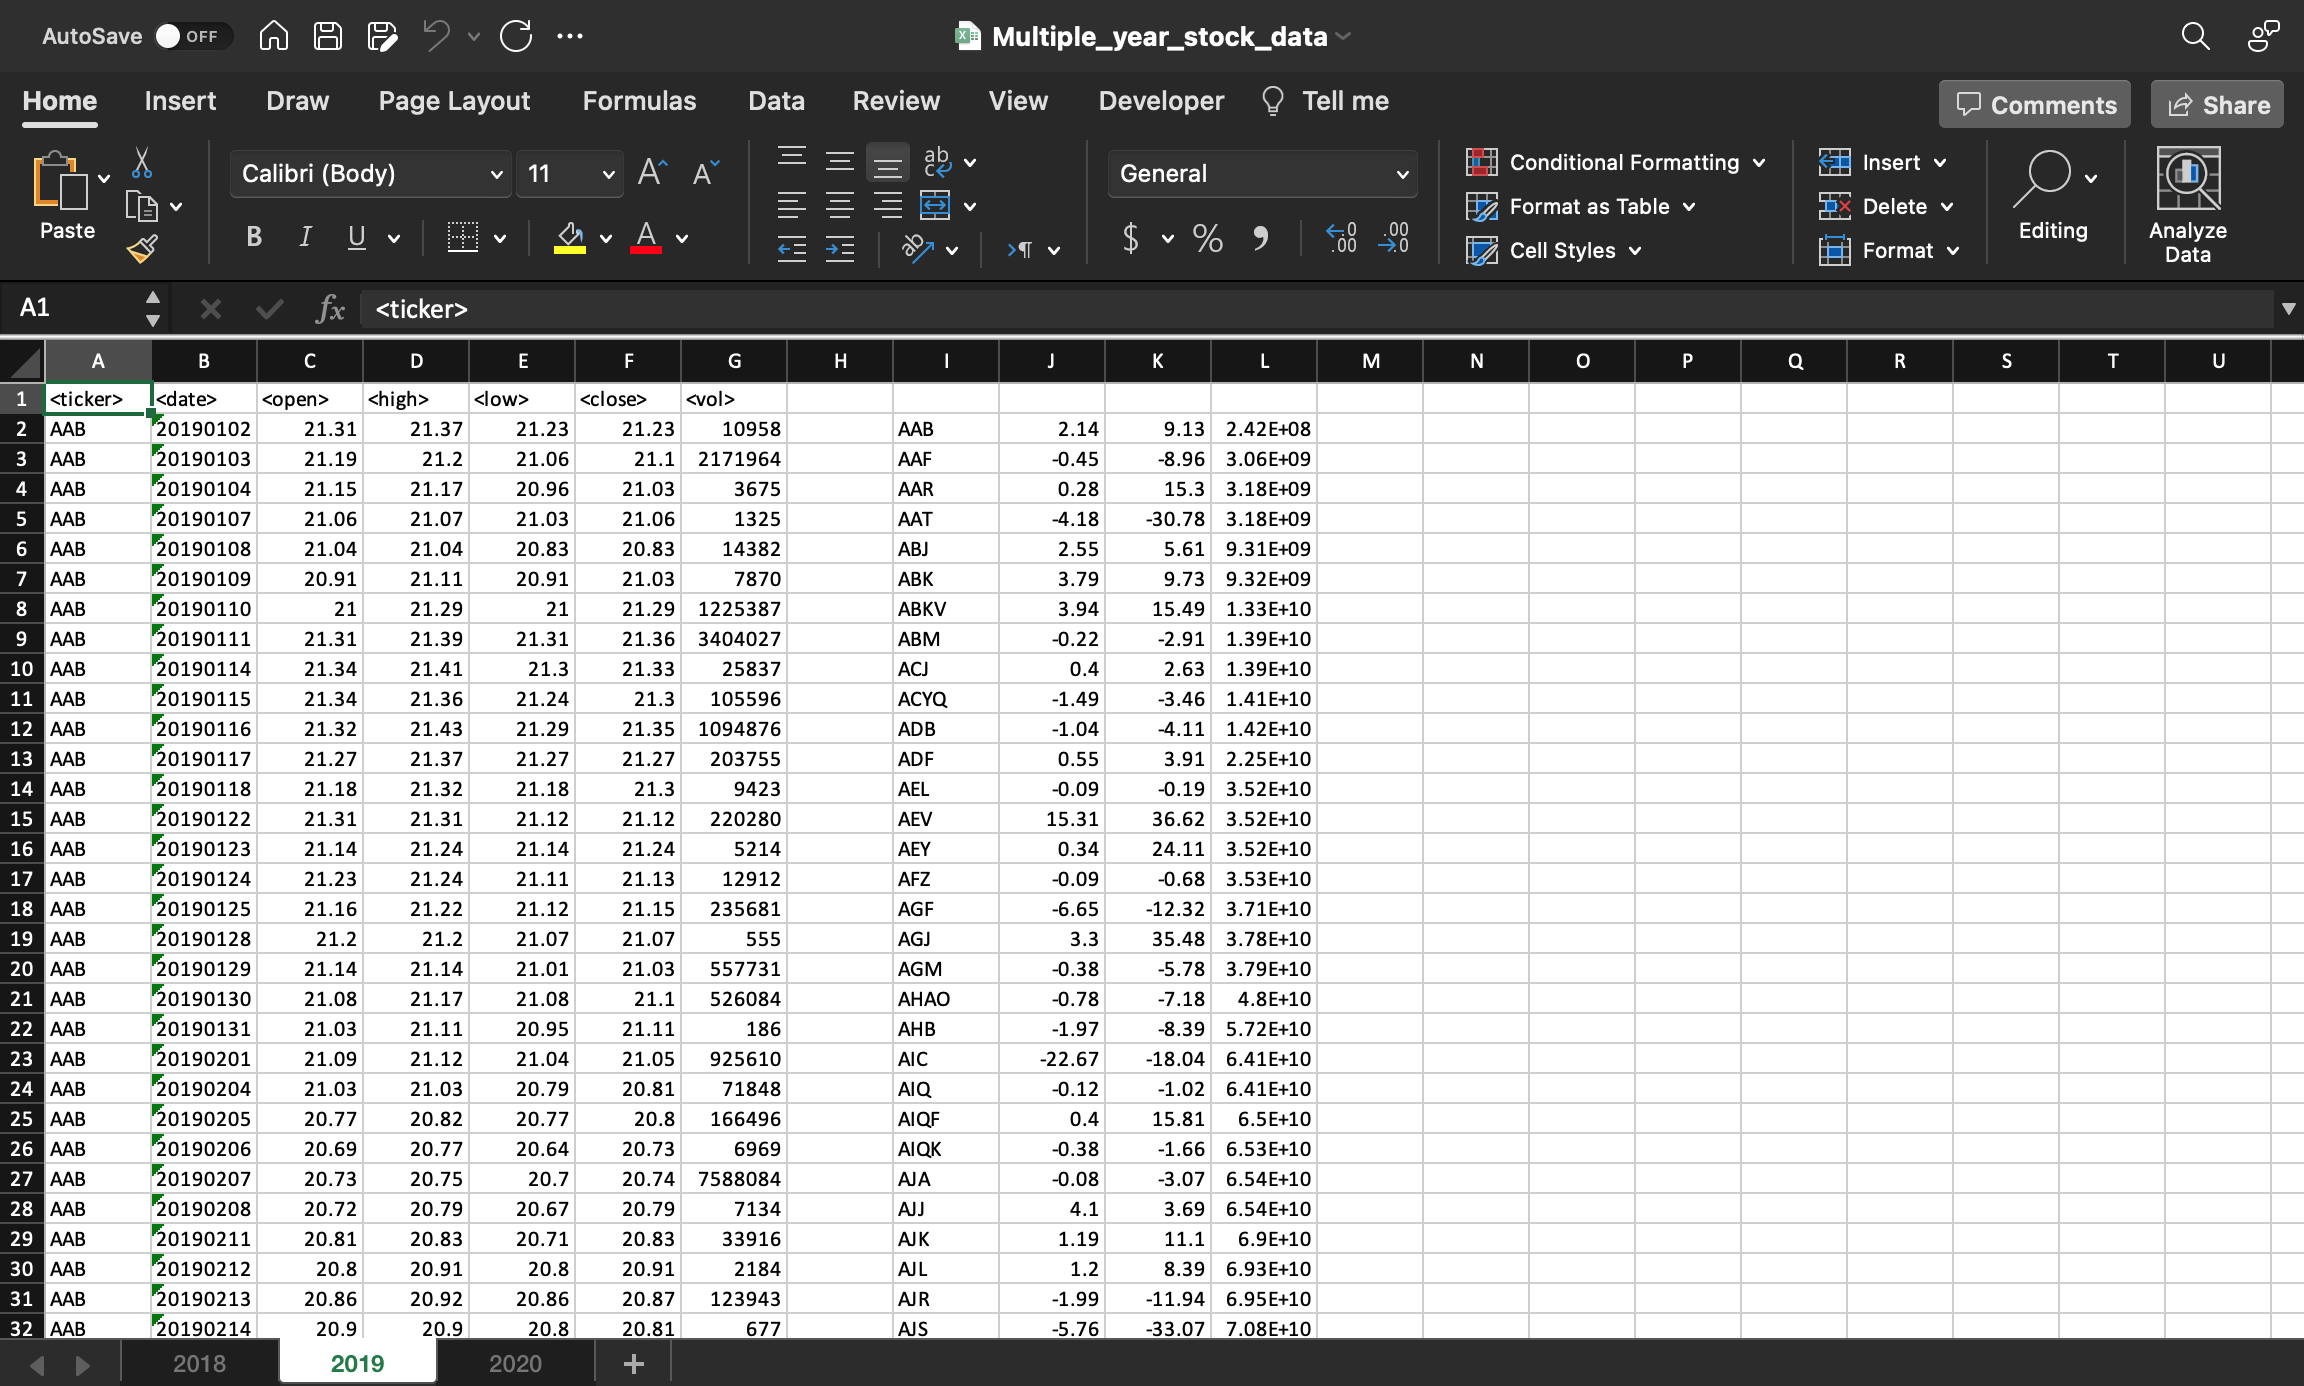 AutoSave OFF Multiple_year_stock_data
Home Insert Draw Page Layout Formulas Data Review View Developer Tell me Comments Share
Paste Calibri (Body) 11 General Conditional Formatting Format as Table Cell Styles Insert Delete Format Editing Analyze Data
A1 fx <ticker>
A B C D E F G H I J K L M N O P Q R S T U
1 <ticker> <date> <open> <high> <low> <close> <vol>
2 AAB 20190102 21.31 21.37 21.23 21.23 10958 AAB 2.14 9.13 2.42E+08
3 AAB 20190103 21.19 21.2 21.06 21.1 2171964 AAF -0.45 -8.96 3.06E+09
4 AAB 20190104 21.15 21.17 20.96 21.03 3675 AAR 0.28 15.3 3.18E+09
5 AAB 20190107 21.06 21.07 21.03 21.06 1325 AAT -4.18 -30.78 3.18E+09
6 AAB 20190108 21.04 21.04 20.83 20.83 14382 ABJ 2.55 5.61 9.31E+09
7 AAB 20190109 20.91 21.11 20.91 21.03 7870 ABK 3.79 9.73 9.32E+09
8 AAB 20190110 21 21.29 21 21.29 1225387 ABKV 3.94 15.49 1.33E+10
9 AAB 20190111 21.31 21.39 21.31 21.36 3404027 ABM -0.22 -2.91 1.39E+10
10 AAB 20190114 21.34 21.41 21.3 21.33 25837 ACJ 0.4 2.63 1.39E+10
11 AAB 20190115 21.34 21.36 21.24 21.3 105596 ACYQ -1.49 -3.46 1.41E+10
12 AAB 20190116 21.32 21.43 21.29 21.35 1094876 ADB -1.04 -4.11 1.42E+10
13 AAB 20190117 21.27 21.37 21.27 21.27 203755 ADF 0.55 3.91 2.25E+10
14 AAB 20190118 21.18 21.32 21.18 21.3 9423 AEL -0.09 -0.19 3.52E+10
15 AAB 20190122 21.31 21.31 21.12 21.12 220280 AEV 15.31 36.62 3.52E+10
16 AAB 20190123 21.14 21.24 21.14 21.24 5214 AEY 0.34 24.11 3.52E+10
17 AAB 20190124 21.23 21.24 21.11 21.13 12912 AFZ -0.09 -0.68 3.53E+10
18 AAB 20190125 21.16 21.22 21.12 21.15 235681 AGF -6.65 -12.32 3.71E+10
19 AAB 20190128 21.2 21.2 21.07 21.07 555 AGJ 3.3 35.48 3.78E+10
20 AAB 20190129 21.14 21.14 21.01 21.03 557731 AGM -0.38 -5.78 3.79E+10
21 AAB 20190130 21.08 21.17 21.08 21.1 526084 AHAO -0.78 -7.18 4.8E+10
22 AAB 20190131 21.03 21.11 20.95 21.11 186 AHB -1.97 -8.39 5.72E+10
23 AAB 20190201 21.09 21.12 21.04 21.05 925610 AIC -22.67 -18.04 6.41E+10
24 AAB 20190204 21.03 21.03 20.79 20.81 71848 AIQ -0.12 -1.02 6.41E+10
25 AAB 20190205 20.77 20.82 20.77 20.8 166496 AIQF 0.4 15.81 6.5E+10
26 AAB 20190206 20.69 20.77 20.64 20.73 6969 AIQK -0.38 -1.66 6.53E+10
27 AAB 20190207 20.73 20.75 20.7 20.74 7588084 AJA -0.08 -3.07 6.54E+10
28 AAB 20190208 20.72 20.79 20.67 20.79 7134 AJJ 4.1 3.69 6.54E+10
29 AAB 20190211 20.81 20.83 20.71 20.83 33916 AJK 1.19 11.1 6.9E+10
30 AAB 20190212 20.8 20.91 20.8 20.91 2184 AJL 1.2 8.39 6.93E+10
31 AAB 20190213 20.86 20.92 20.86 20.87 123943 AJR -1.99 -11.94 6.95E+10
32 AAB 20190214 20.9 20.9 20.8 20.81 677 AJS -5.76 -33.07 7.08E+10
2018 2019 2020 +